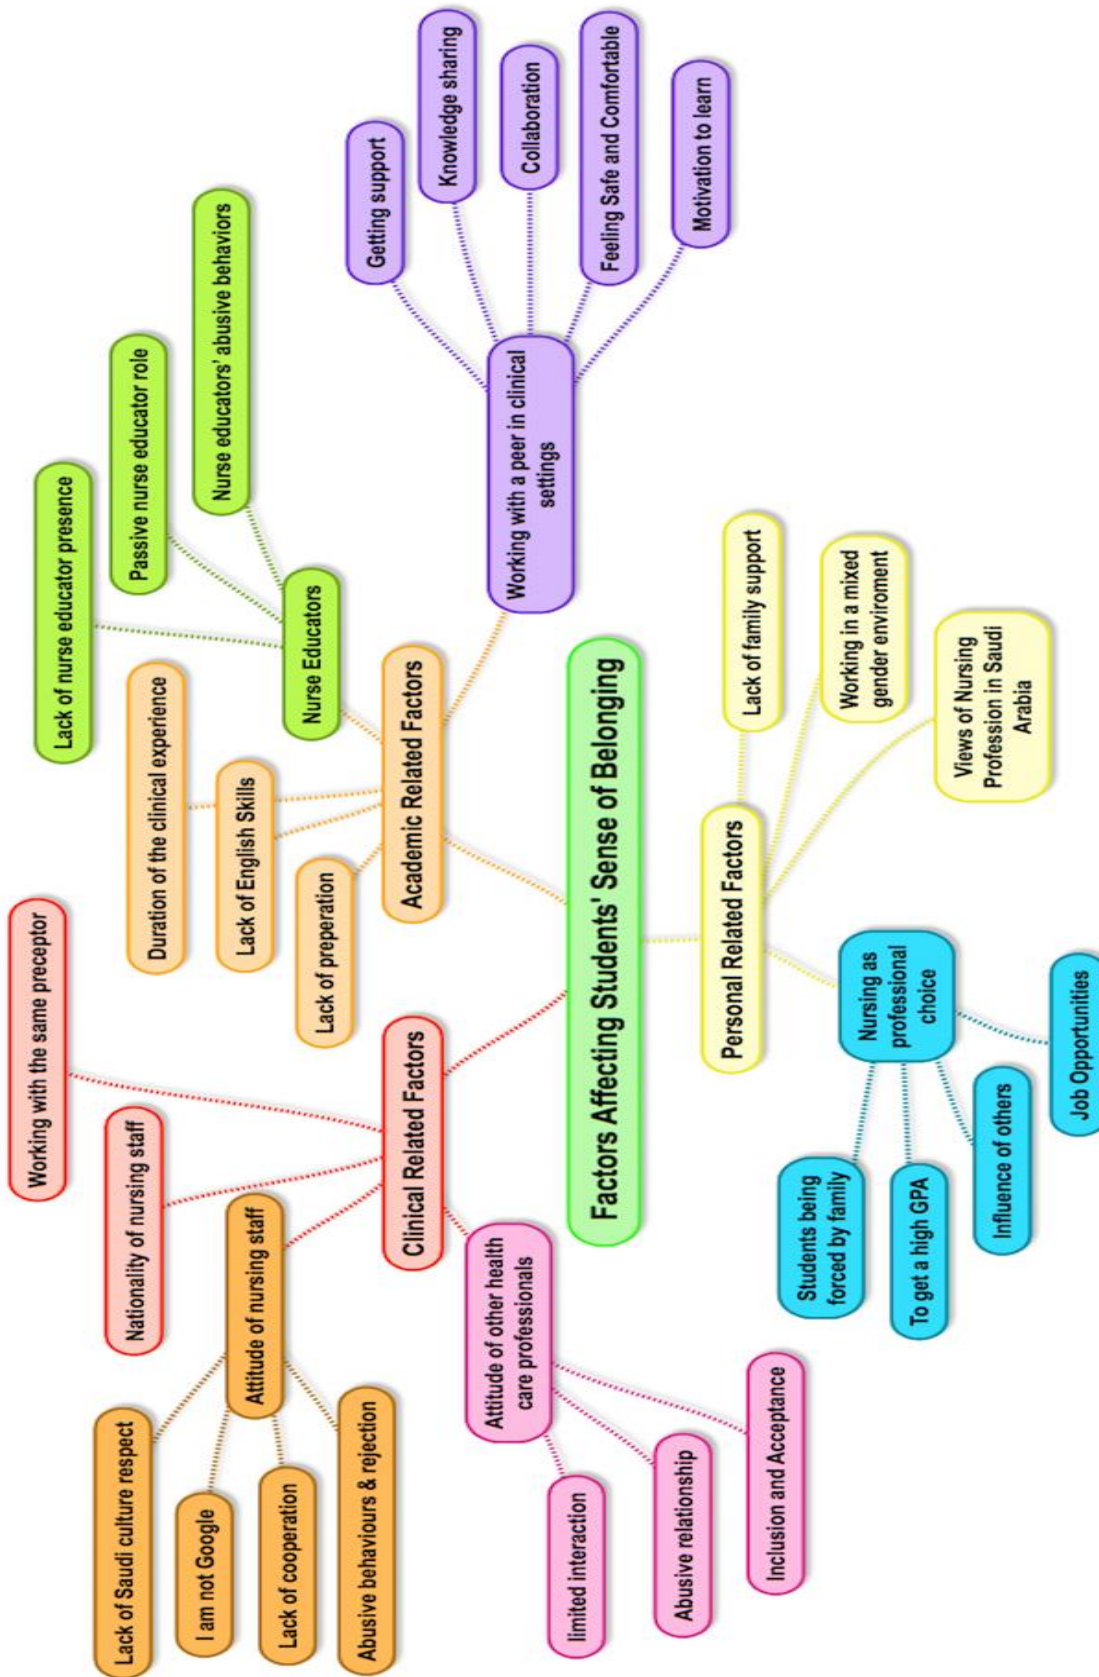 Lack of Saudi culture respect
I am not Google
Lack of cooperation
Abusive behaviours & rejection
Attitude of nursing staff
Nationality of nursing staff
Working with the same preceptor
Clinical Related Factors
Attitude of other health
care professionals
limited interaction
Abusive relationship
Inclusion and Acceptance
Factors Affecting Students' Sense of Belonging
Academic Related Factors
Duration of the clinical experience
Lack of English Skills
Lack of preperation
Nurse Educators
Lack of nurse educator presence
Passive nurse educator role
Nurse educators' abusive behaviors
Working with a peer in clinical
settings
Getting support
Knowledge sharing
Collaboration
Feeling Safe and Comfortable
Motivation to learn
Personal Related Factors
Lack of family support
Working in a mixed
gender enviroment
Views of Nursing
Profession in Saudi
Arabia
Nursing as
professional
choice
Students being
forced by family
To get a high GPA
Influence of others
Job Opportunities